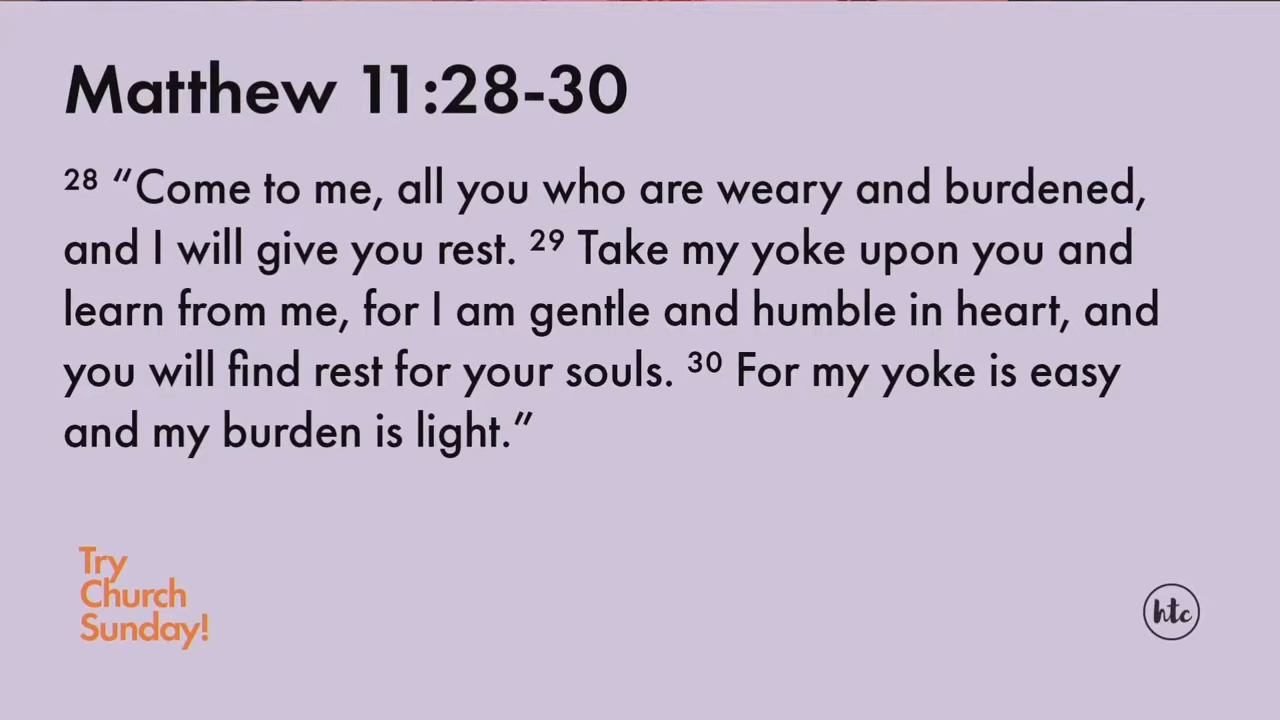 Matthew 11:28-30
28 “Come to me, all you who are weary and burdened,
and I will give you rest. 29 Take my yoke upon you and
learn from me, for I am gentle and humble in heart, and
you will find rest for your souls. 30 For my yoke is easy
and my burden is light.”
Try
Church
Sunday!
htc